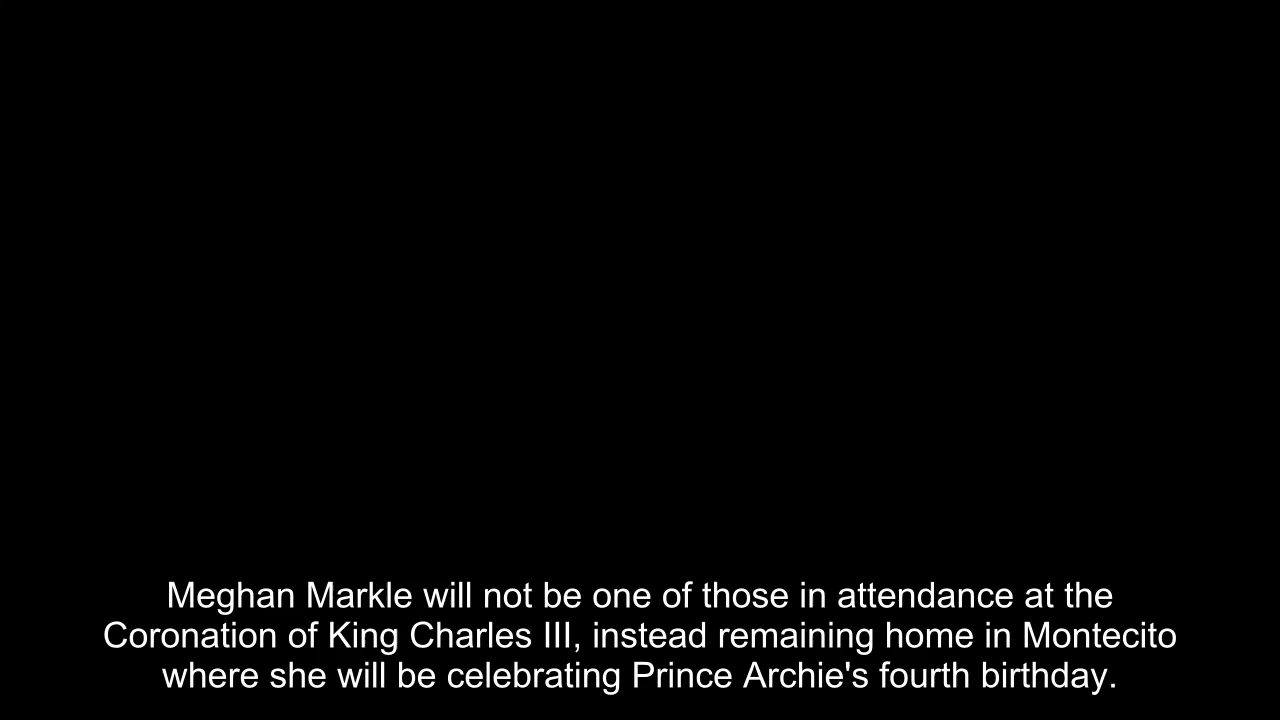 Meghan Markle will not be one of those in attendance at the
Coronation of King Charles III, instead remaining home in Montecito
where she will be celebrating Prince Archie's fourth birthday.